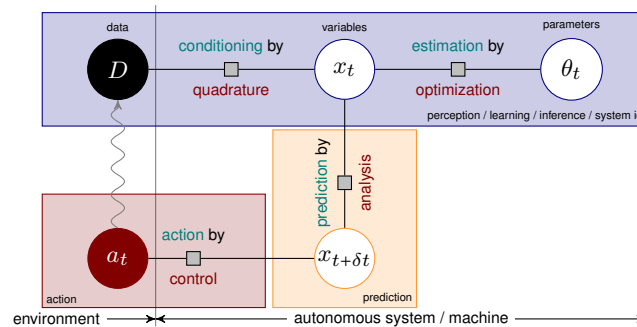 data
variables
parameters
conditioning by
estimation by
D
x_t
θ_t
quadrature
optimization
perception / learning / inference / system
prediction by
analysis
action by
a_t
x_{t+δt}
control
action
prediction
environment
autonomous system / machine